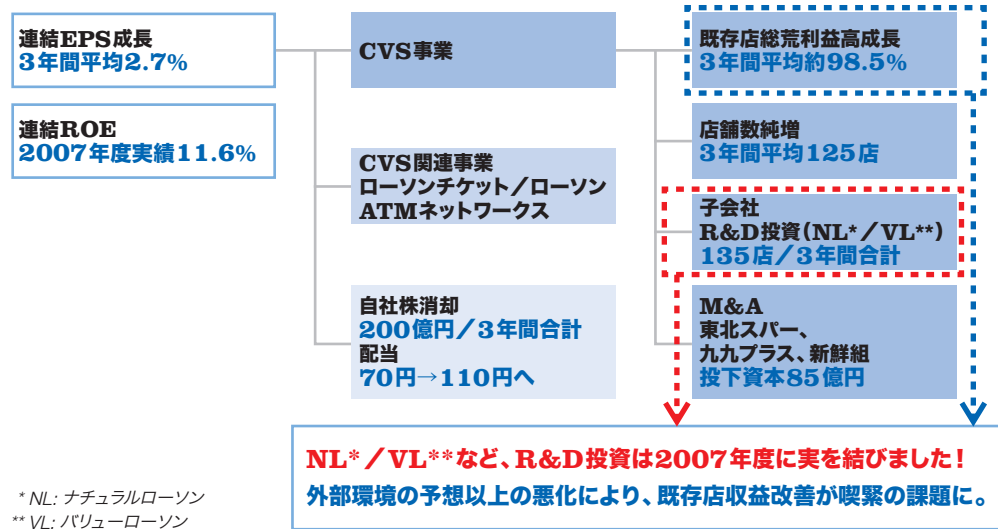 連結EPS成長
3年間平均2.7%
連結ROE
2007年度実績11.6%
CVS事業
CVS関連事業
ローソンチケット／ローソン
ATMネットワークス
自社株消却
200億円／3年間合計
配当
70円→110円へ
既存店総荒利益高成長
3年間平均約98.5%
店舗数純増
3年間平均125店
子会社
R&D投資（NL*／VL**）
135店／3年間合計
M&A
東北スパー、
九九プラス、新鮮組
投下資本85億円
NL*／VL**など、R&D投資は2007年度に実を結びました！
外部環境の予想以上の悪化により、既存店収益改善が喫緊の課題に。
* NL: ナチュラルローソン
** VL: バリューローソン